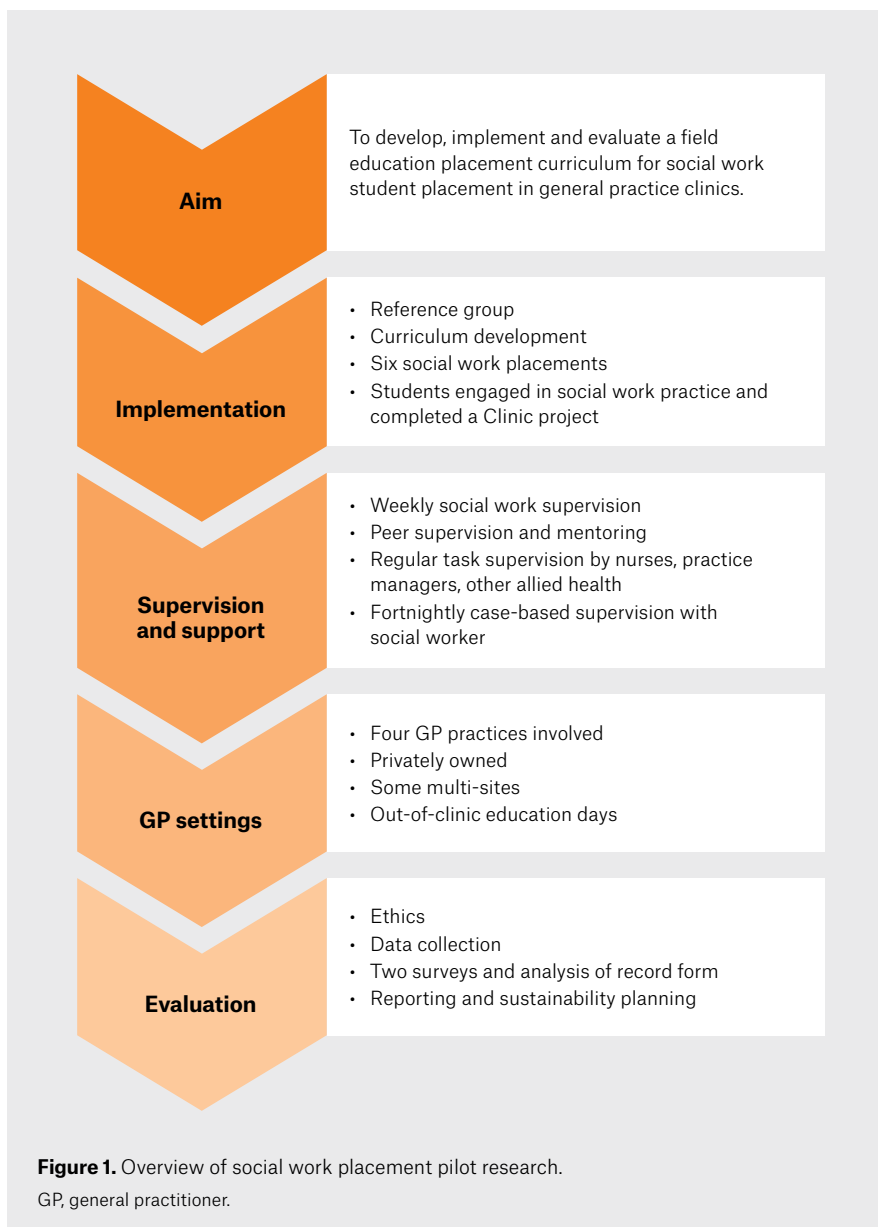 Aim
To develop, implement and evaluate a field
education placement curriculum for social work
student placement in general practice clinics.
Implementation
• Reference group
• Curriculum development
• Six social work placements
• Students engaged in social work practice and
completed a Clinic project
Supervision
and support
• Weekly social work supervision
• Peer supervision and mentoring
• Regular task supervision by nurses, practice
managers, other allied health
• Fortnightly case-based supervision with
social worker
GP settings
• Four GP practices involved
• Privately owned
• Some multi-sites
• Out-of-clinic education days
Evaluation
• Ethics
• Data collection
• Two surveys and analysis of record form
• Reporting and sustainability planning
Figure 1. Overview of social work placement pilot research.
GP, general practitioner.